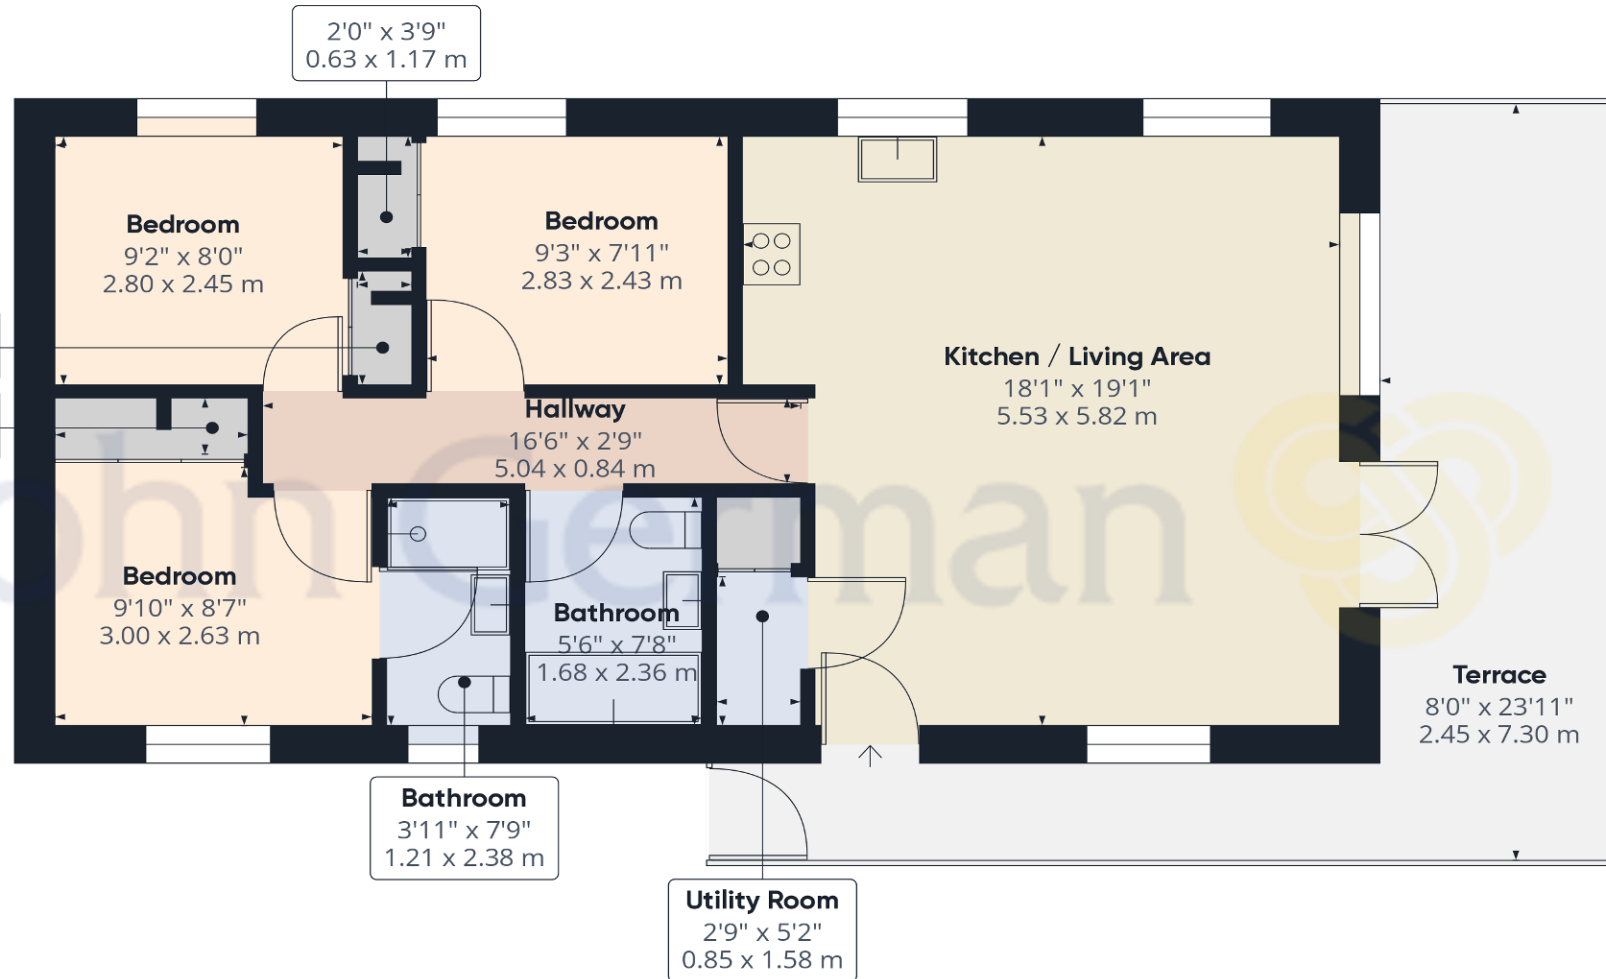 2'0" x 3'9"
0.63 x 1.17 m
Bedroom
9'2" x 8'0"
2.80 x 2.45 m
Bedroom
9'3" x 7'11"
2.83 x 2.43 m
Kitchen / Living Area
18'1" x 19'1"
5.53 x 5.82 m
Hallway
16'6" x 2'9"
5.04 x 0.84 m
John German
Bedroom
9'10" x 8'7"
3.00 x 2.63 m
Bathroom
5'6" x 7'8"
1.68 x 2.36 m
Terrace
8'0" x 23'11"
2.45 x 7.30 m
Bathroom
3'11" x 7'9"
1.21 x 2.38 m
Utility Room
2'9" x 5'2"
0.85 x 1.58 m